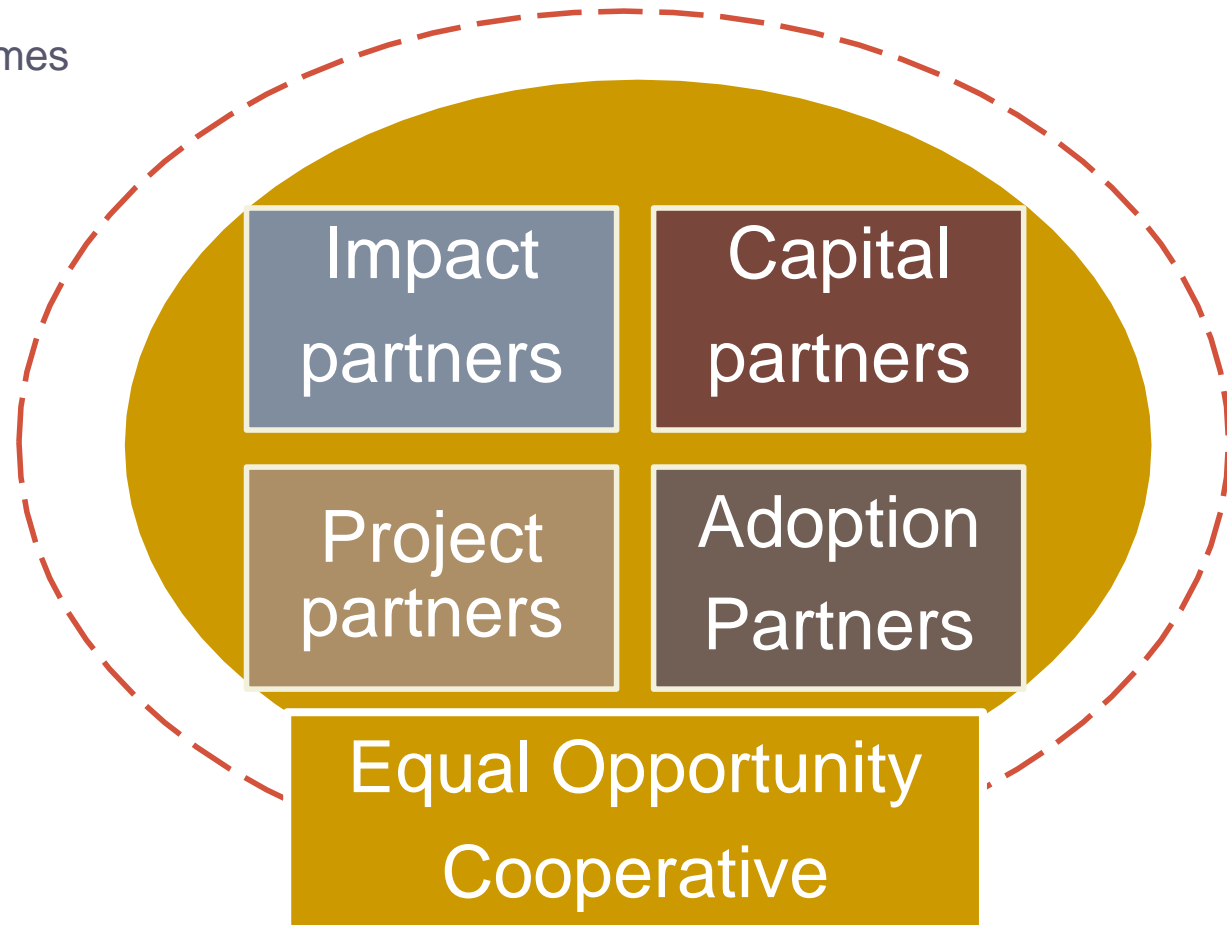 mes
Impact
partners
Capital
partners
Project
partners
Adoption
Partners
Equal Opportunity
Cooperative